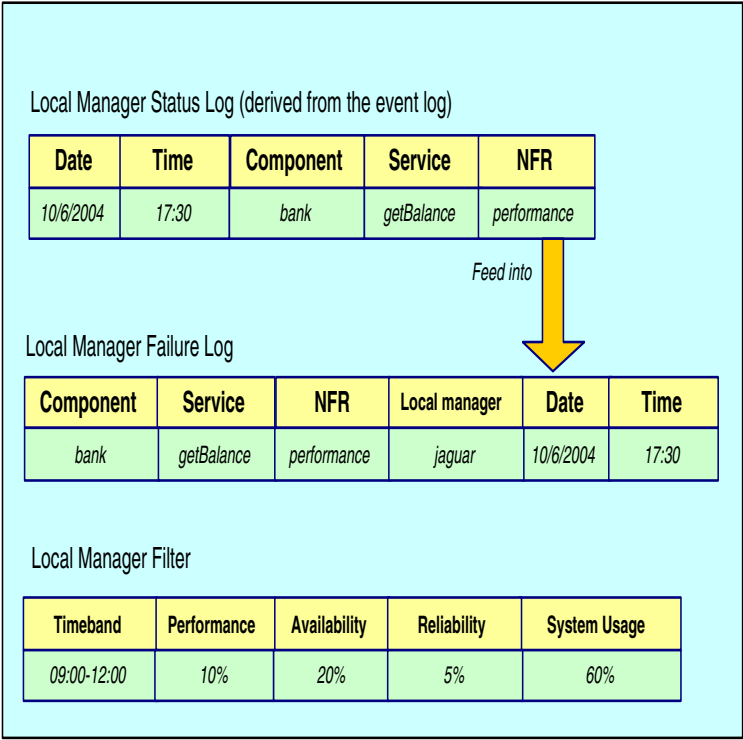 Local Manager Status Log (derived from the event log)
Date Time Component Service NFR
10/6/2004 17:30 bank getBalance performance
Feed into
Local Manager Failure Log
Component Service NFR Local manager Date Time
bank getBalance performance jaguar 10/6/2004 17:30
Local Manager Filter
Timeband Performance Availability Reliability System Usage
09:00-12:00 10% 20% 5% 60%